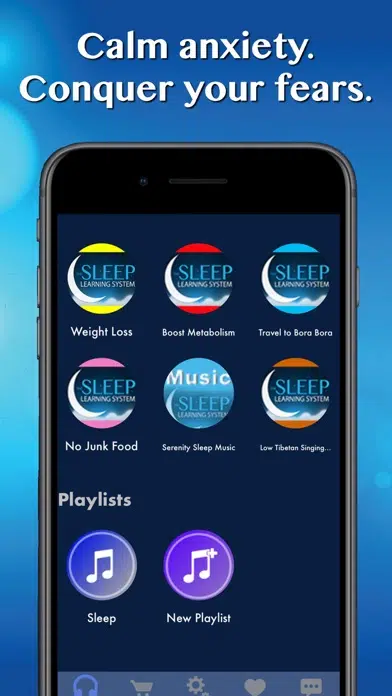 Calm anxiety.
Conquer your fears.
SLEEP
LEARNING SYSTEM
SLEEP
LEARNING SYSTEM
SLEEP
LEARNING SYSTEM
Weight Loss
Boost Metabolism
Travel to Bora Bora
SLEEP
LEARNING SYSTEM
Music
SLEEP
LEARNING SYSTEM
SLEEP
LEARNING SYSTEM
No Junk Food
Serenity Sleep Music
Low Tibetan Singing...
Playlists
Sleep
New Playlist